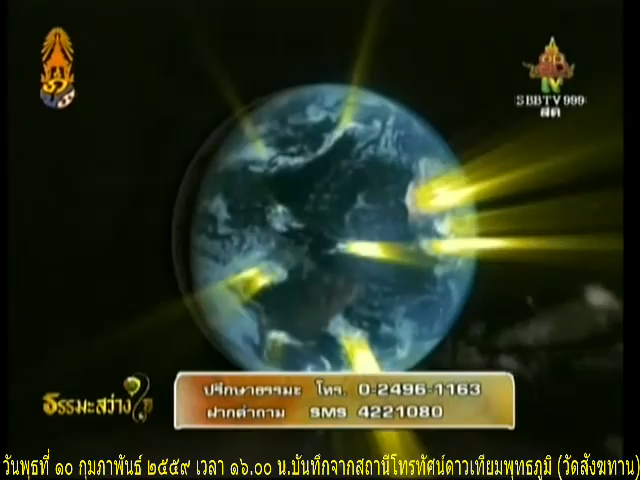 SBBTV999
สด
ธรรมะสว่างใจ
ปรึกษาธรรมะ โทร. 0-2496-1163
ฝากคำถาม SMS 4221080
วันพุธที่ ๑๐ กุมภาพันธ์ ๒๕๕๙ เวลา ๑๖.๐๐ น.บันทึกจากสถานีโทรทัศน์ดาวเทียมพุทธภูมิ (วัดสังฆทาน)